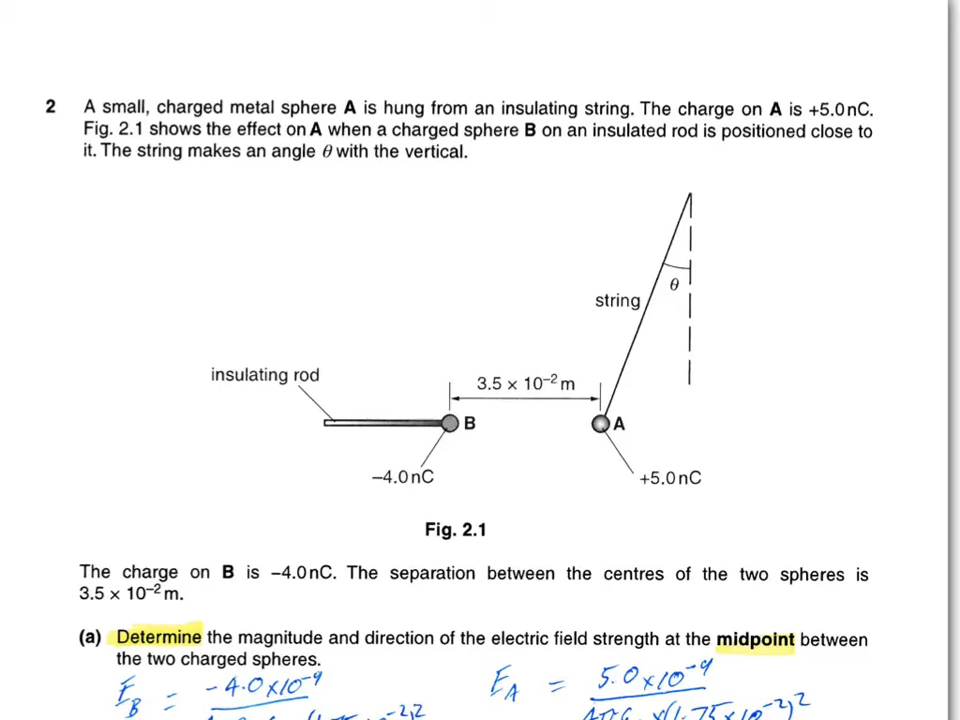 2 A small, charged metal sphere A is hung from an insulating string. The charge on A is +5.0 nC.
Fig. 2.1 shows the effect on A when a charged sphere B on an insulated rod is positioned close to
it. The string makes an angle θ with the vertical.
θ
string
insulating rod
3.5 × 10⁻² m
B
A
−4.0 nC
+5.0 nC
Fig. 2.1
The charge on B is −4.0 nC. The separation between the centres of the two spheres is
3.5 × 10⁻² m.
(a) Determine the magnitude and direction of the electric field strength at the midpoint between
the two charged spheres.
E_B = -4.0×10⁻⁹
E_A = 5.0×10⁻⁹